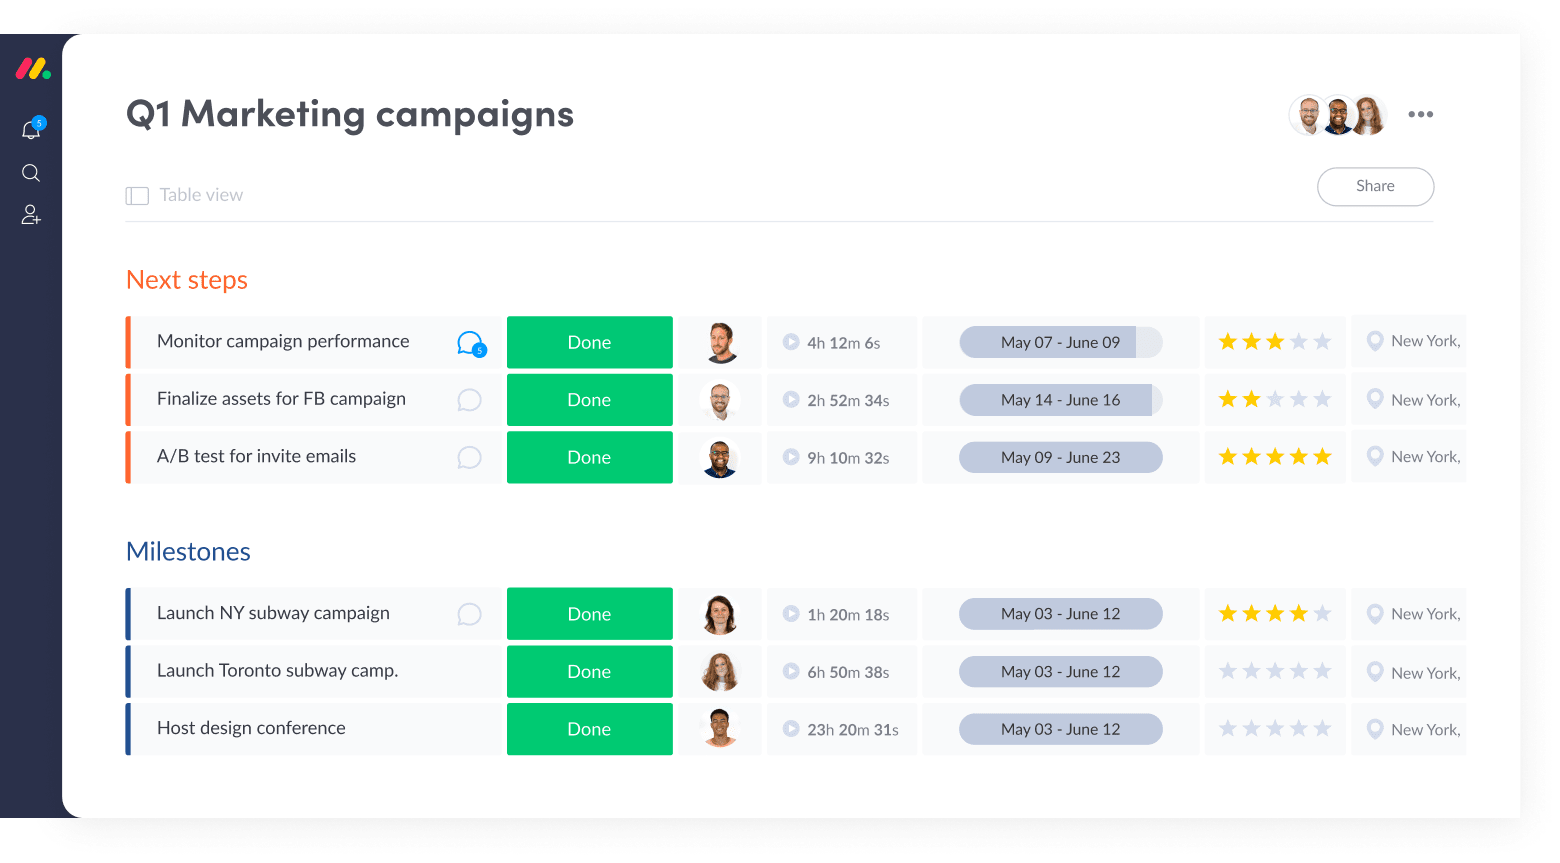 5
Q1 Marketing campaigns
Table view
Share
Next steps
Monitor campaign performance 5 Done 4h 12m 6s May 07 - June 09 New York,
Finalize assets for FB campaign Done 2h 52m 34s May 14 - June 16 New York,
A/B test for invite emails Done 9h 10m 32s May 09 - June 23 New York,
Milestones
Launch NY subway campaign Done 1h 20m 18s May 03 - June 12 New York,
Launch Toronto subway camp. Done 6h 50m 38s May 03 - June 12 New York,
Host design conference Done 23h 20m 31s May 03 - June 12 New York,